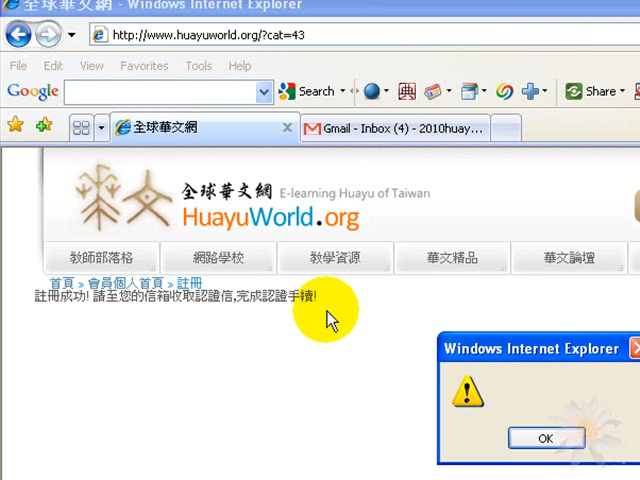 全球華文網 - Windows Internet Explorer
http://www.huayuworld.org/?cat=43
File Edit View Favorites Tools Help
Google Search Share
全球華文網 Gmail - Inbox (4) - 2010huay...
全球華文網 E-learning Huayu of Taiwan
HuayuWorld.org
教師部落格 網路學校 教學資源 華文精品 華文論壇
首頁 » 會員個人首頁 » 註冊
註冊成功! 請至您的信箱收取認證信,完成認證手續!
Windows Internet Explorer
OK